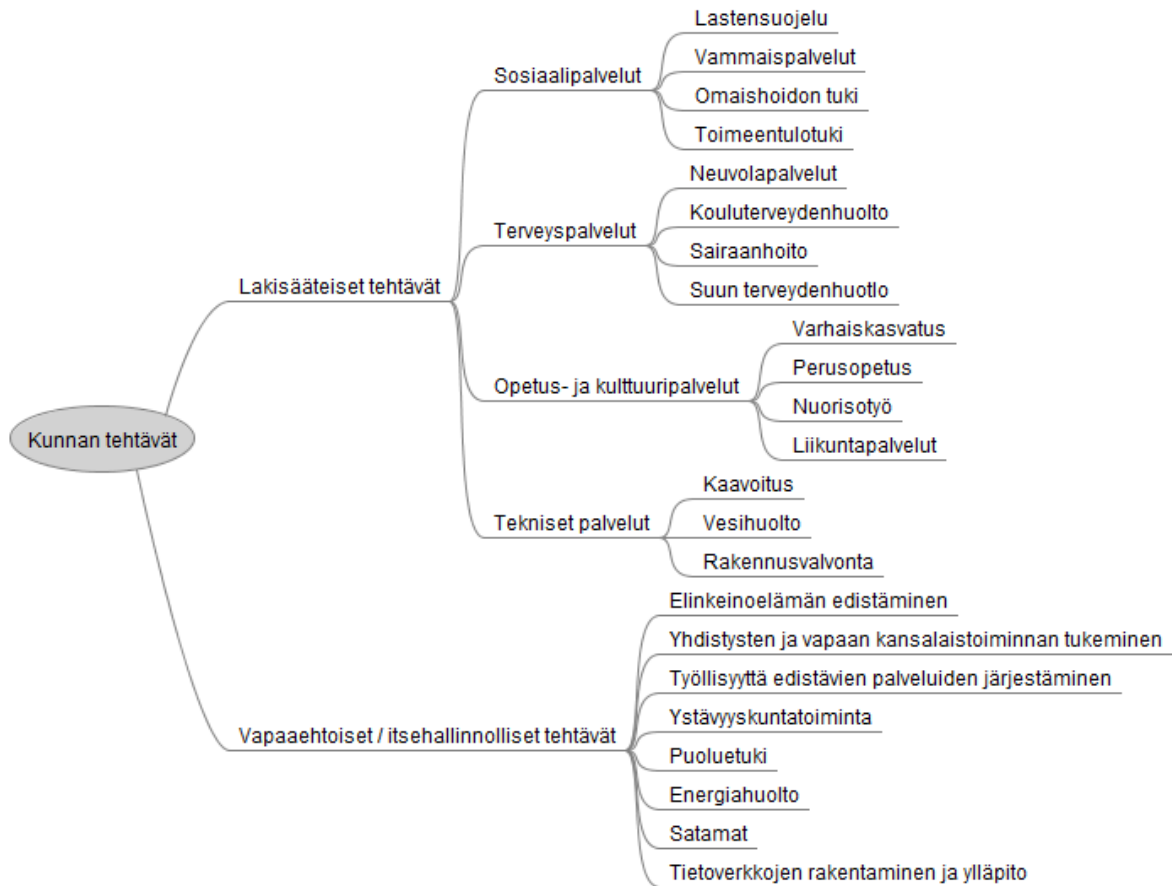 Kunnan tehtävät
Lakisääteiset tehtävät
Sosiaalipalvelut
Lastensuojelu
Vammaispalvelut
Omaishoidon tuki
Toimeentulotuki
Terveyspalvelut
Neuvolapalvelut
Kouluterveydenhuolto
Sairaanhoito
Suun terveydenhuotlo
Opetus- ja kulttuuripalvelut
Varhaiskasvatus
Perusopetus
Nuorisotyö
Liikuntapalvelut
Tekniset palvelut
Kaavoitus
Vesihuolto
Rakennusvalvonta
Vapaaehtoiset / itsehallinnolliset tehtävät
Elinkeinoelämän edistäminen
Yhdistysten ja vapaan kansalaistoiminnan tukeminen
Työllisyyttä edistävien palveluiden järjestäminen
Ystävyyskuntatoiminta
Puoluetuki
Energiahuolto
Satamat
Tietoverkkojen rakentaminen ja ylläpito